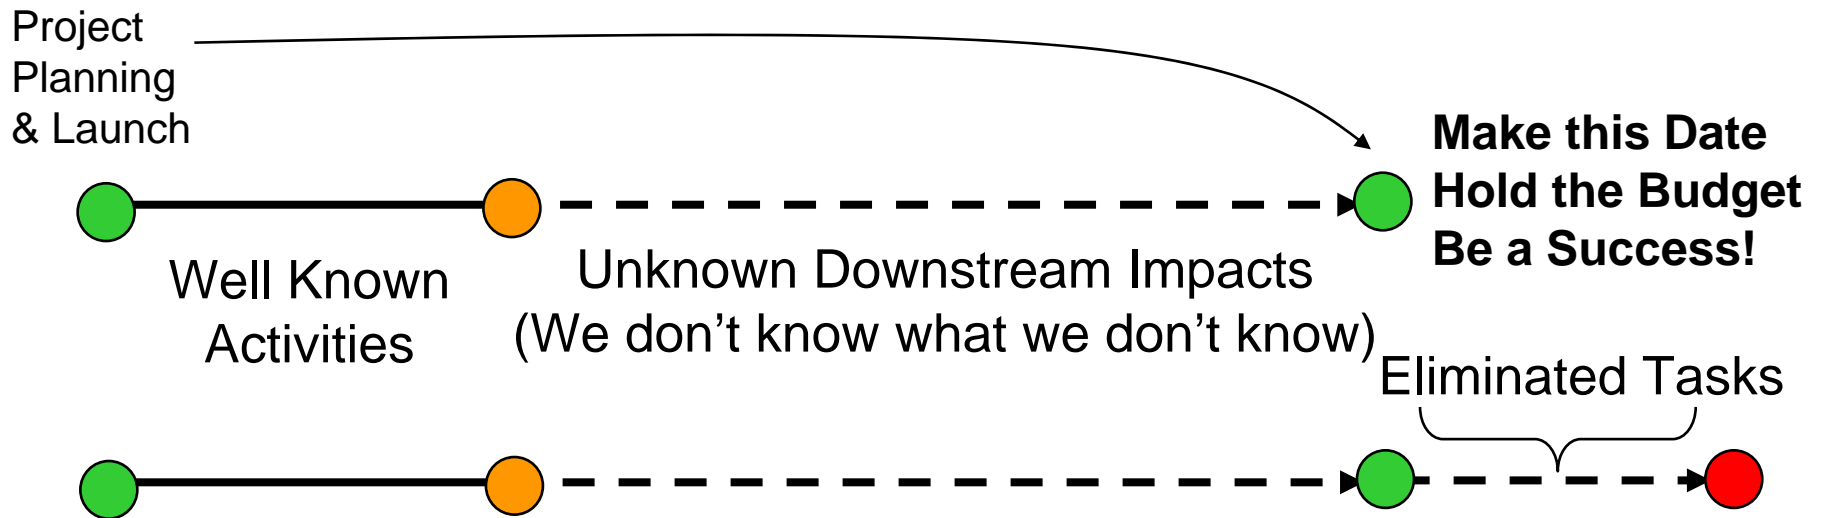 Project
Planning
& Launch
Make this Date
Hold the Budget
Be a Success!
Well Known
Activities
Unknown Downstream Impacts
(We don’t know what we don’t know)
Eliminated Tasks